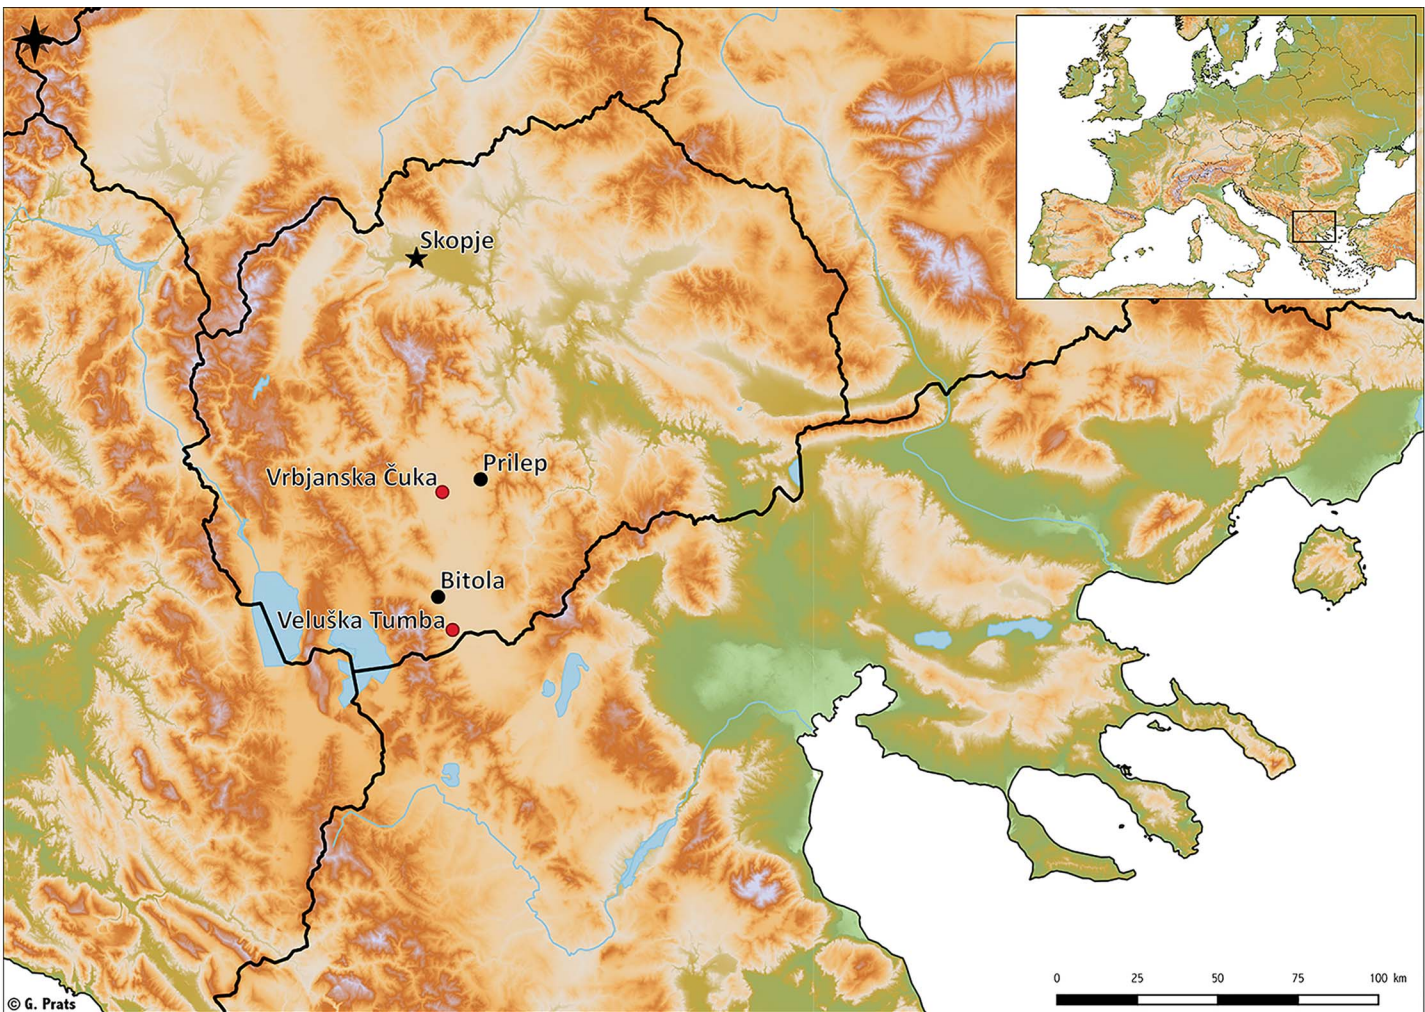 Skopje
Vrbjanska Čuka
Prilep
Bitola
Veluška Tumba
0 25 50 75 100 km
© G. Prats